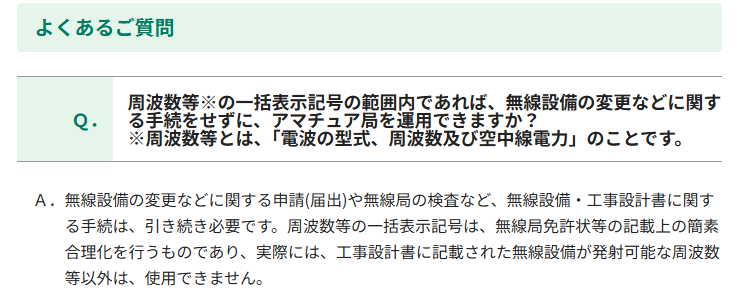 よくあるご質問
Q. 周波数等※の一括表示記号の範囲内であれば、無線設備の変更などに関す
る手続をせずに、アマチュア局を運用できますか？
※周波数等とは、「電波の型式、周波数及び空中線電力」のことです。
A. 無線設備の変更などに関する申請(届出)や無線局の検査など、無線設備・工事設計書に関す
る手続は、引き続き必要です。周波数等の一括表示記号は、無線局免許状等の記載上の簡素
合理化を行うものであり、実際には、工事設計書に記載された無線設備が発射可能な周波数
等以外は、使用できません。